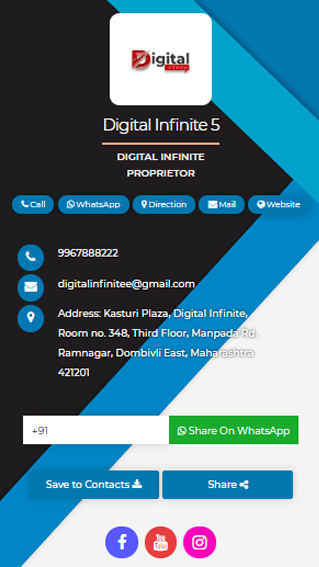 Digital
Digital Infinite 5
DIGITAL INFINITE
PROPRIETOR
Call WhatsApp Direction Mail Website
9967888222
digitalinfinitee@gmail.com
Address: Kasturi Plaza, Digital Infinite,
Room no. 348, Third Floor, Manpada Rd.
Ramnagar, Dombivli East, Maharashtra
421201
+91 Share On WhatsApp
Save to Contacts Share
You
Tube